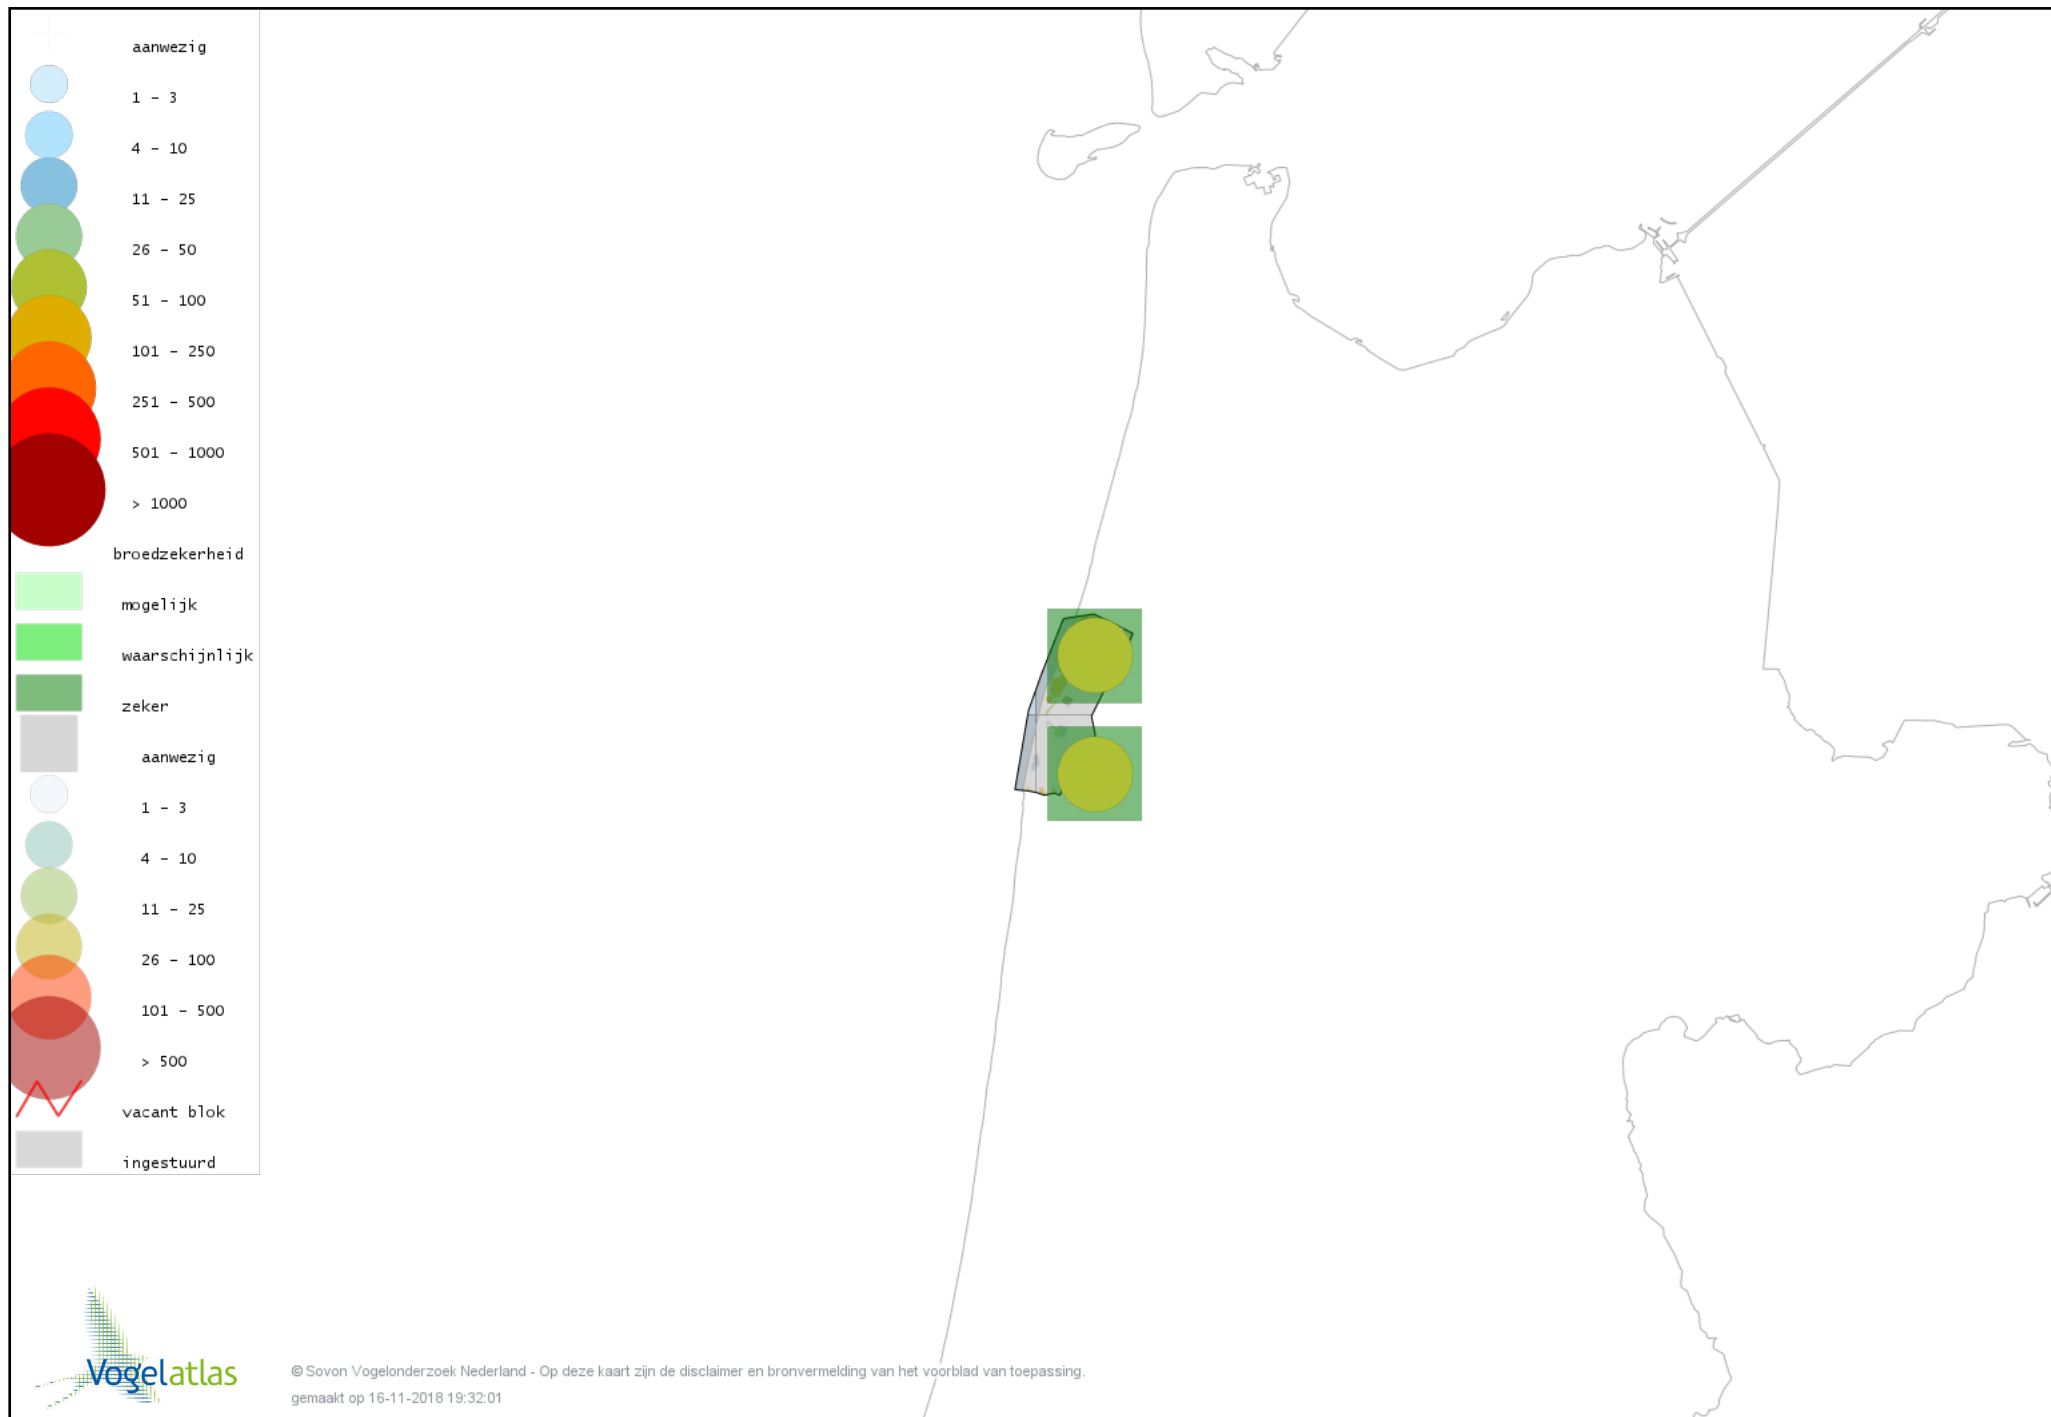 aanwezig
1 - 3
4 - 10
11 - 25
26 - 50
51 - 100
101 - 250
251 - 500
501 - 1000
> 1000
broedzekerheid
mogelijk
waarschijnlijk
zeker
aanwezig
1 - 3
4 - 10
11 - 25
26 - 100
101 - 500
> 500
vacant blok
ingestuurd
Vogelatlas
© Sovon Vogelonderzoek Nederland - Op deze kaart zijn de disclaimer en bronvermelding van het voorblad van toepassing.
gemaakt op 16-11-2018 19:32:01